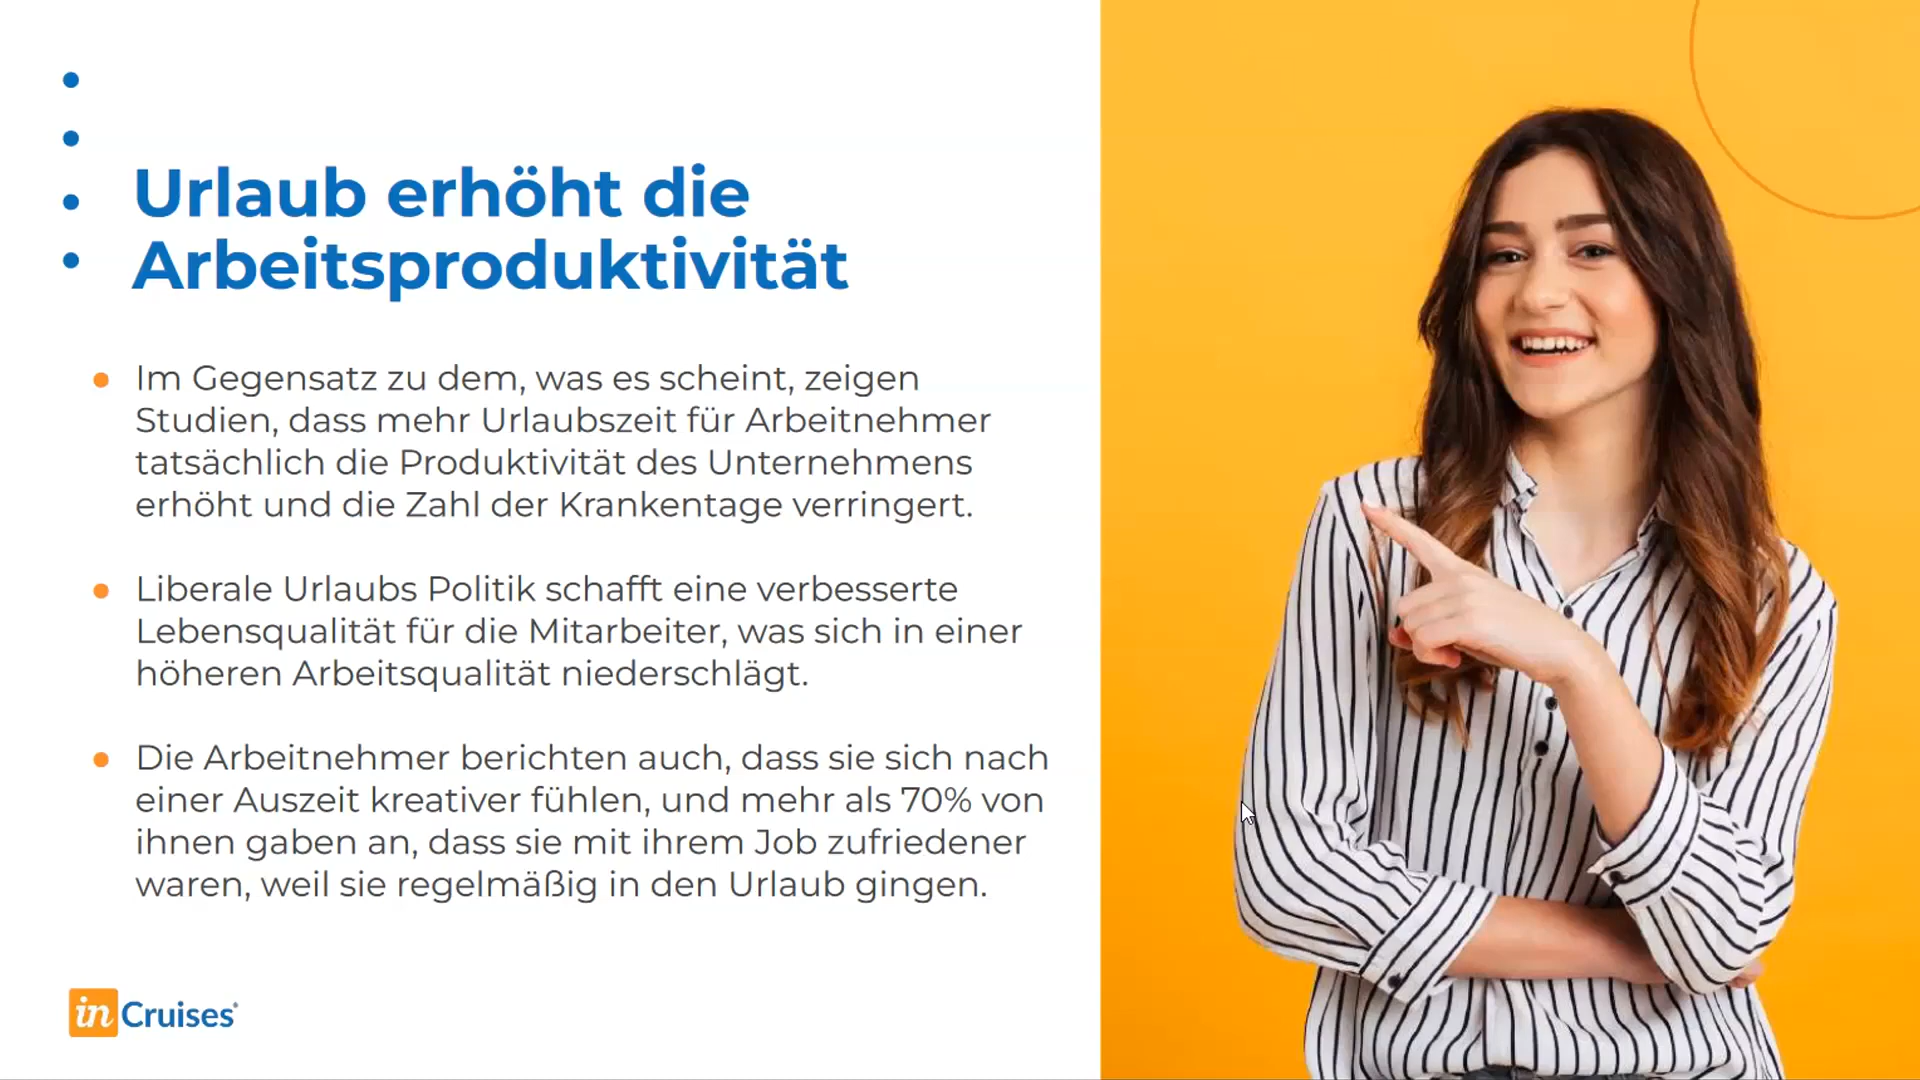 Urlaub erhöht die
Arbeitsproduktivität
Im Gegensatz zu dem, was es scheint, zeigen
Studien, dass mehr Urlaubszeit für Arbeitnehmer
tatsächlich die Produktivität des Unternehmens
erhöht und die Zahl der Krankentage verringert.
Liberale Urlaubs Politik schafft eine verbesserte
Lebensqualität für die Mitarbeiter, was sich in einer
höheren Arbeitsqualität niederschlägt.
Die Arbeitnehmer berichten auch, dass sie sich nach
einer Auszeit kreativer fühlen, und mehr als 70% von
ihnen gaben an, dass sie mit ihrem Job zufriedener
waren, weil sie regelmäßig in den Urlaub gingen.
inCruises®